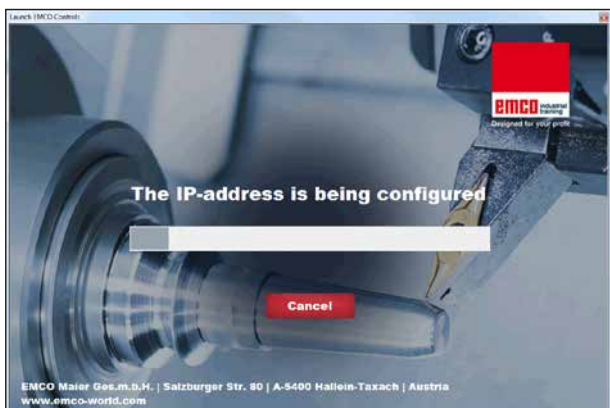 Launch EMCO Controls
emco industrial
training
Designed for your profit
The IP-address is being configured
Cancel
EMCO Maier Ges.m.b.H. | Salzburger Str. 80 | A-5400 Hallein-Taxach | Austria
www.emco-world.com